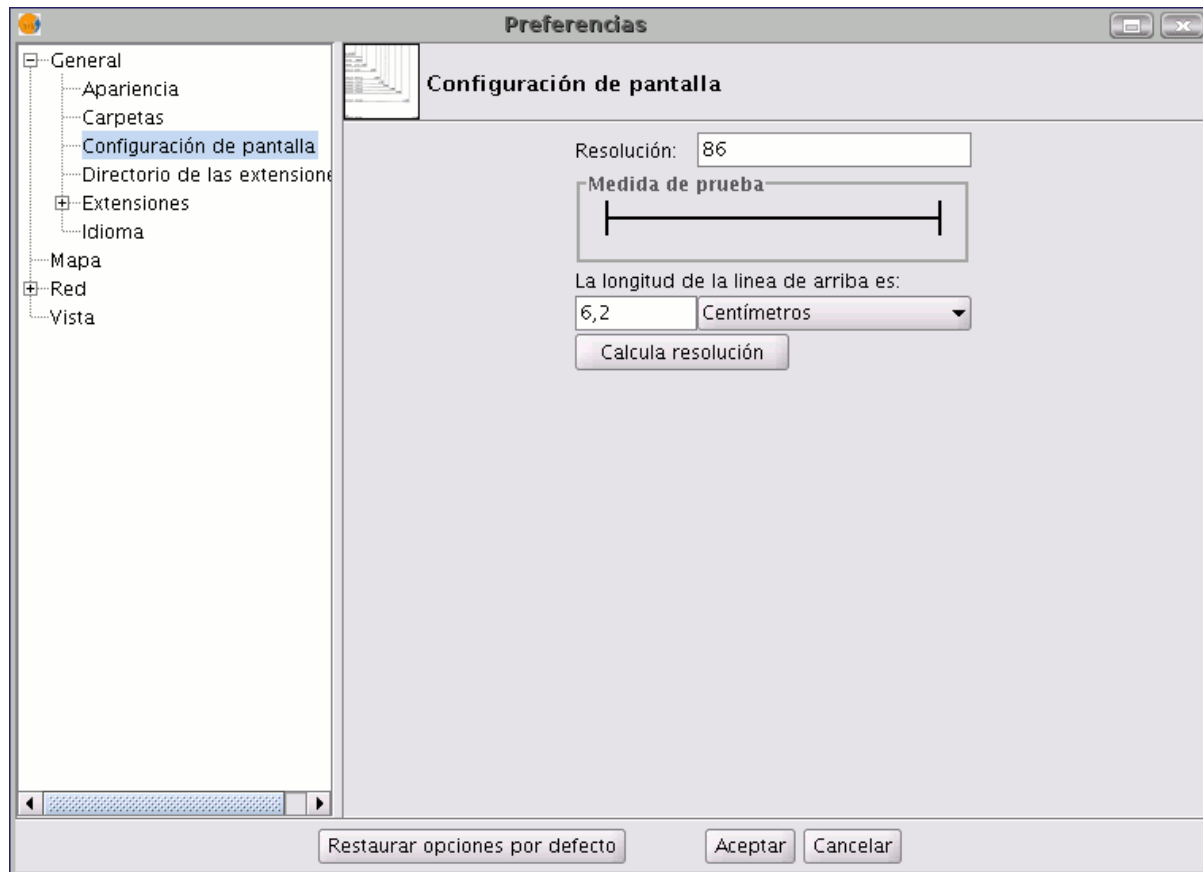 Preferencias
General
Apariencia
Carpetas
Configuración de pantalla
Directorio de las extensione
Extensiones
Idioma
Mapa
Red
Vista
Configuración de pantalla
Resolución: 86
Medida de prueba
La longitud de la linea de arriba es:
6,2 Centímetros
Calcula resolución
Restaurar opciones por defecto Aceptar Cancelar